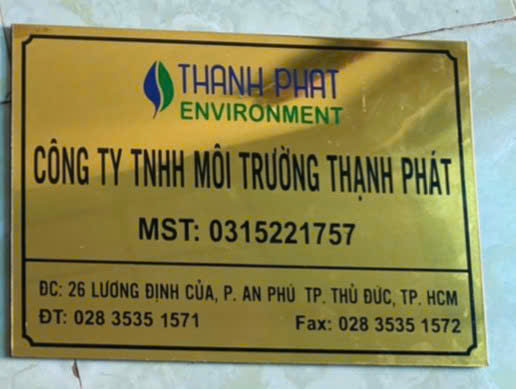 THANH PHAT
ENVIRONMENT
CÔNG TY TNHH MÔI TRƯỜNG THẠNH PHÁT
MST: 0315221757
ĐC: 26 LƯƠNG ĐỊNH CỦA, P. AN PHÚ TP. THỦ ĐỨC, TP. HCM
ĐT: 028 3535 1571 Fax: 028 3535 1572